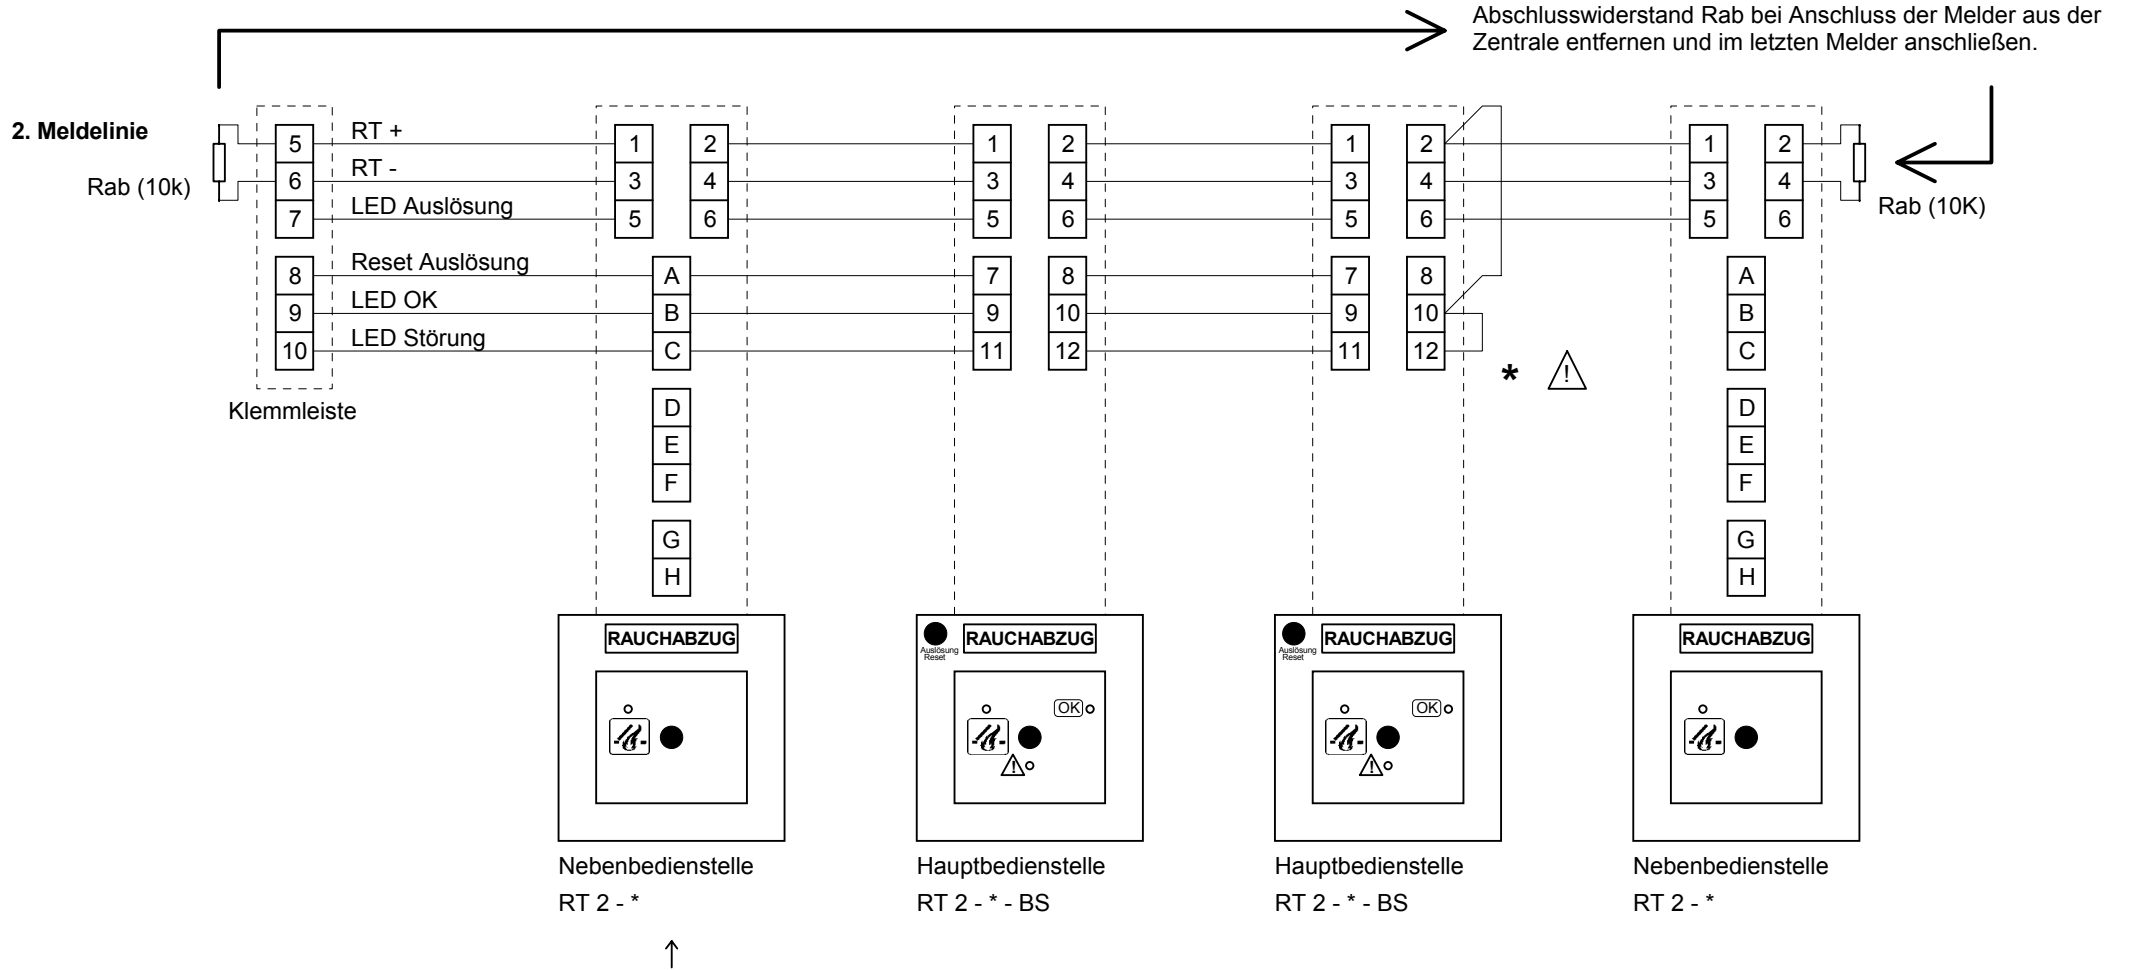 Abschlusswiderstand Rab bei Anschluss der Melder aus der
Zentrale entfernen und im letzten Melder anschließen.
2. Meldelinie
Rab (10k)
5 RT + 1 2 1 2 1 2 1 2
6 RT - 3 4 3 4 3 4 3 4
7 LED Auslösung 5 6 5 6 5 6 5 6
Rab (10K)
8 Reset Auslösung A 7 8 7 8 A
9 LED OK B 9 10 9 10 B
10 LED Störung C 11 12 11 12 C
* !
Klemmleiste
D D
E E
F F
G G
H H
RAUCHABZUG
Auslösung
Reset
RAUCHABZUG
OK
!
Auslösung
Reset
RAUCHABZUG
OK
!
RAUCHABZUG
Nebenbedienstelle
RT 2 - *
Hauptbedienstelle
RT 2 - * - BS
Hauptbedienstelle
RT 2 - * - BS
Nebenbedienstelle
RT 2 - *